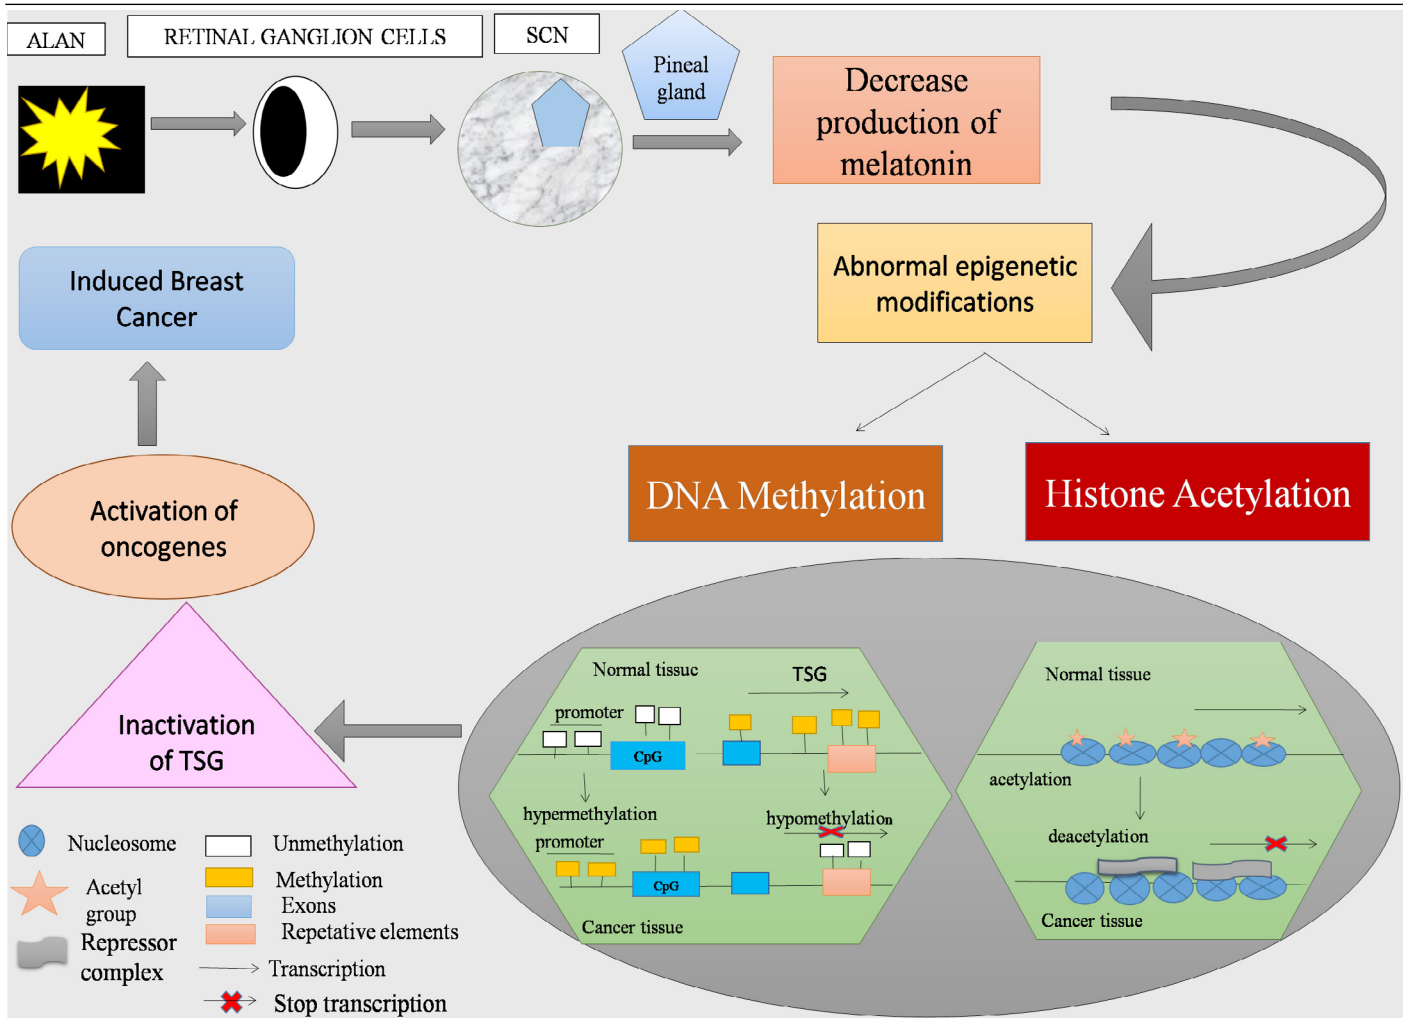 ALAN
RETINAL GANGLION CELLS
SCN
Pineal
gland
Decrease
production of
melatonin
Abnormal epigenetic
modifications
Induced Breast
Cancer
DNA Methylation
Histone Acetylation
Activation of
oncogenes
Inactivation
of TSG
Normal tissue
TSG
promoter
CpG
hypermethylation
hypomethylation
promoter
CpG
Cancer tissue
Normal tissue
acetylation
deacetylation
Cancer tissue
Nucleosome
Acetyl
group
Repressor
complex
Unmethylation
Methylation
Exons
Repetative elements
Transcription
Stop transcription